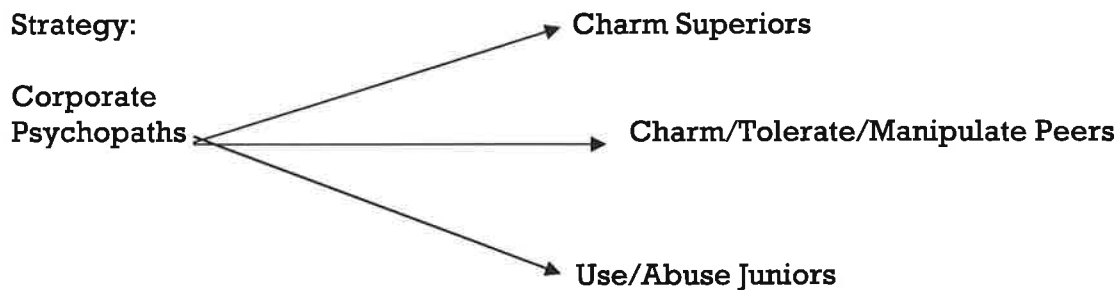 Strategy:
Charm Superiors
Corporate
Psychopaths
Charm/Tolerate/Manipulate Peers
Use/Abuse Juniors